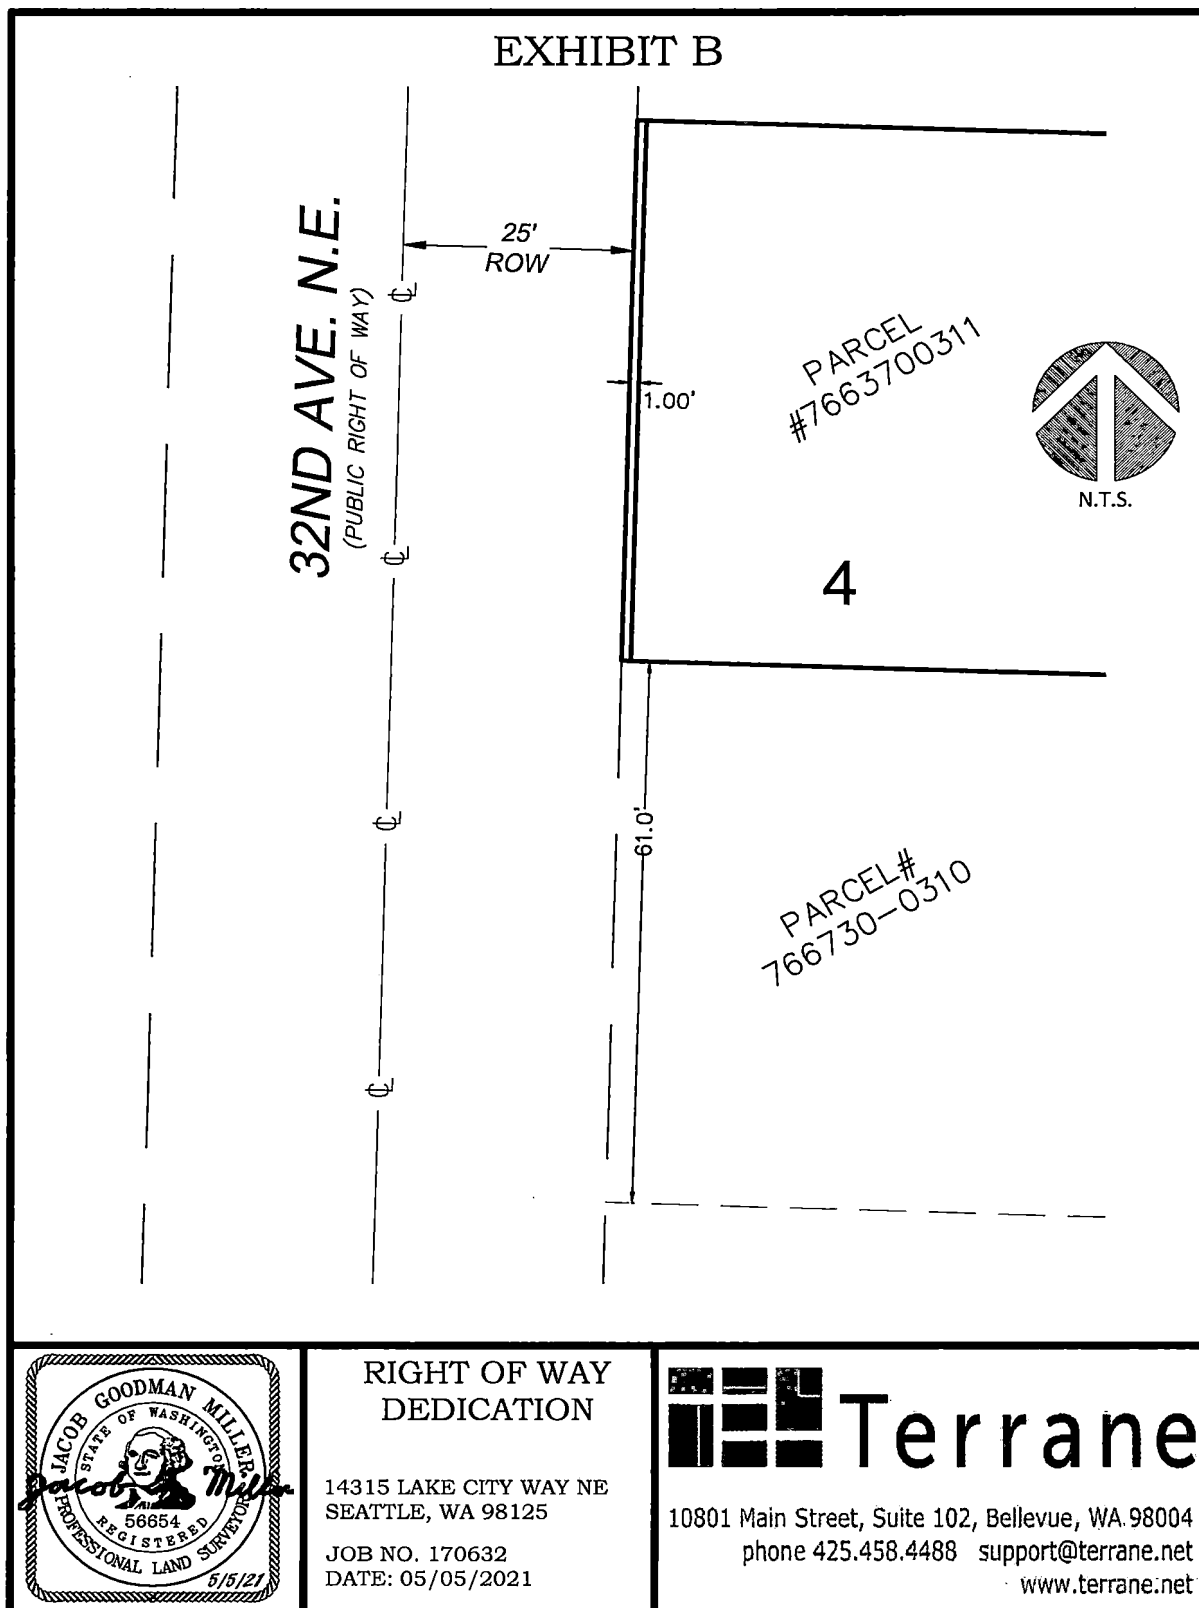 EXHIBIT B
32ND AVE. N.E.
(PUBLIC RIGHT OF WAY)
25'
ROW
℄
℄
℄
℄
1.00'
PARCEL
#7663700311
N.T.S.
4
61.0'
PARCEL#
766730-0310
JACOB GOODMAN MILLER
STATE OF WASHINGTON
Jacob Miller
56654
REGISTERED
PROFESSIONAL LAND SURVEYOR
5/5/21
RIGHT OF WAY
DEDICATION
14315 LAKE CITY WAY NE
SEATTLE, WA 98125
JOB NO. 170632
DATE: 05/05/2021
Terrane
10801 Main Street, Suite 102, Bellevue, WA 98004
phone 425.458.4488 support@terrane.net
www.terrane.net